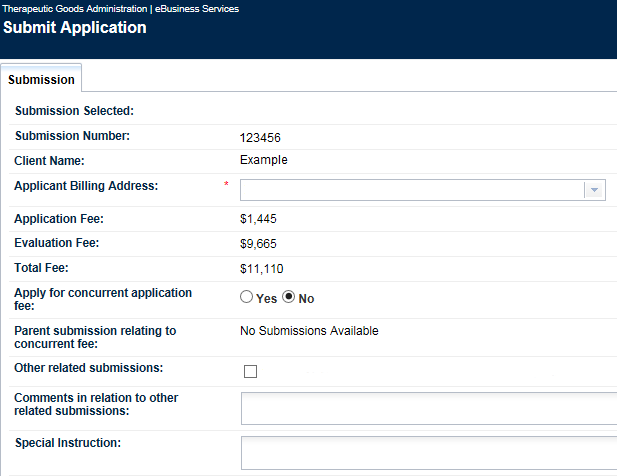 Therapeutic Goods Administration | eBusiness Services
Submit Application
Submission
Submission Selected:
Submission Number: 123456
Client Name: Example
Applicant Billing Address: *
Application Fee: $1,445
Evaluation Fee: $9,665
Total Fee: $11,110
Apply for concurrent application
fee: Yes No
Parent submission relating to No Submissions Available
concurrent fee:
Other related submissions:
Comments in relation to other
related submissions:
Special Instruction: